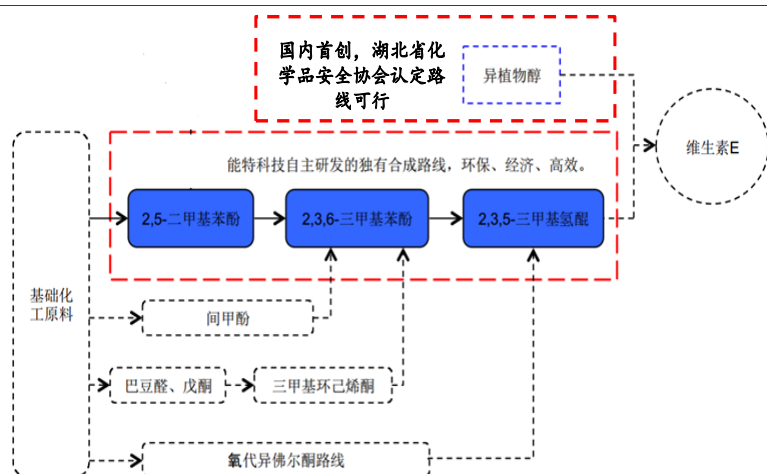 国内首创，湖北省化
学品安全协会认定路
线可行
异植物醇
维生素E
能特科技自主研发的独有合成路线，环保、经济、高效。
2,5-二甲基苯酚
2,3,6-三甲基苯酚
2,3,5-三甲基氢醌
基础化
工原料
间甲酚
巴豆醛、戊酮
三甲基环己烯酮
氧代异佛尔酮路线